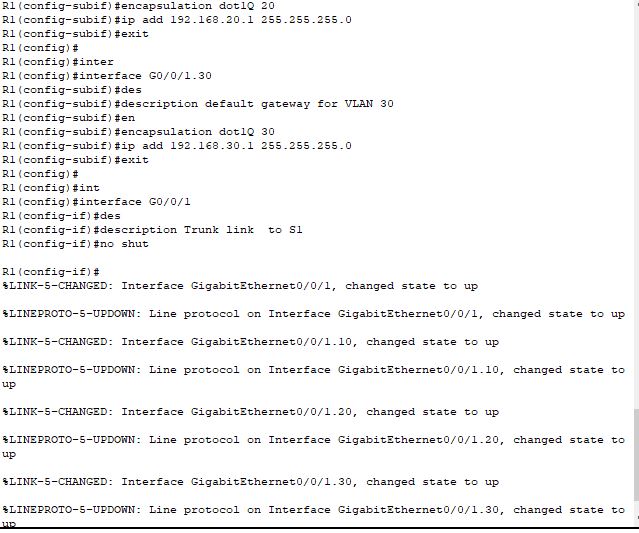 R1(config-subif)#encapsulation dot1Q 20
R1(config-subif)#ip add 192.168.20.1 255.255.255.0
R1(config-subif)#exit
R1(config)#
R1(config)#inter
R1(config)#interface G0/0/1.30
R1(config-subif)#des
R1(config-subif)#description default gateway for VLAN 30
R1(config-subif)#en
R1(config-subif)#encapsulation dot1Q 30
R1(config-subif)#ip add 192.168.30.1 255.255.255.0
R1(config-subif)#exit
R1(config)#
R1(config)#int
R1(config)#interface G0/0/1
R1(config-if)#des
R1(config-if)#description Trunk link  to S1
R1(config-if)#no shut
R1(config-if)#
%LINK-5-CHANGED: Interface GigabitEthernet0/0/1, changed state to up
%LINEPROTO-5-UPDOWN: Line protocol on Interface GigabitEthernet0/0/1, changed state to up
%LINK-5-CHANGED: Interface GigabitEthernet0/0/1.10, changed state to up
%LINEPROTO-5-UPDOWN: Line protocol on Interface GigabitEthernet0/0/1.10, changed state to
up
%LINK-5-CHANGED: Interface GigabitEthernet0/0/1.20, changed state to up
%LINEPROTO-5-UPDOWN: Line protocol on Interface GigabitEthernet0/0/1.20, changed state to
up
%LINK-5-CHANGED: Interface GigabitEthernet0/0/1.30, changed state to up
%LINEPROTO-5-UPDOWN: Line protocol on Interface GigabitEthernet0/0/1.30, changed state to
up